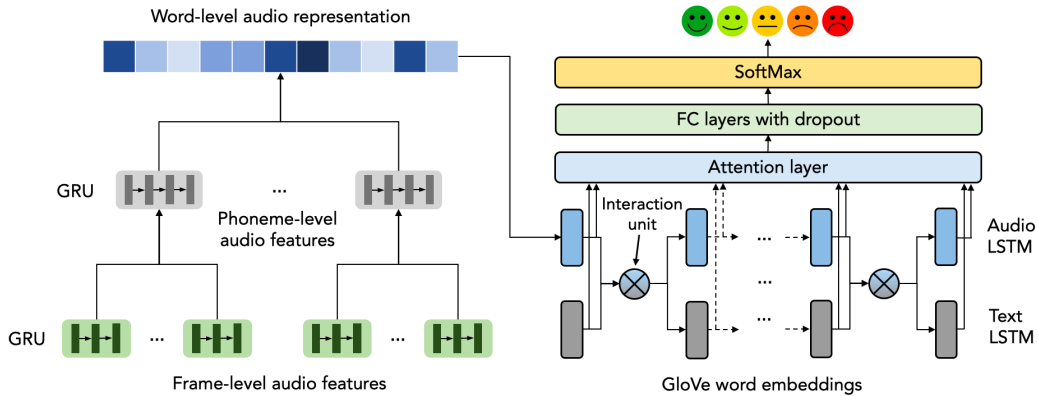 Word-level audio representation
GRU
...
Phoneme-level
audio features
GRU
...
...
Frame-level audio features
SoftMax
FC layers with dropout
Attention layer
Interaction
unit
...
Audio
LSTM
...
...
Text
LSTM
GloVe word embeddings